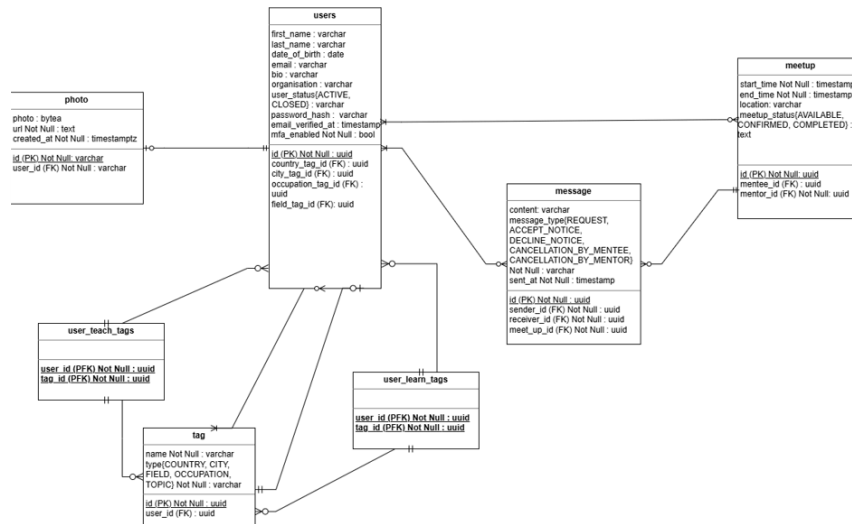 users
first_name : varchar
last_name : varchar
date_of_birth : date
email : varchar
bio : varchar
organisation : varchar
user_status{ACTIVE,
CLOSED} : varchar
password_hash : varchar
email_verified_at : timestamp
mfa_enabled Not Null : bool
id (PK) Not Null : uuid
country_tag_id (FK) : uuid
city_tag_id (FK) : uuid
occupation_tag_id (FK) :
uuid
field_tag_id (FK): uuid
photo
photo : bytea
url Not Null : text
created_at Not Null : timestamptz
id (PK) Not Null: varchar
user_id (FK) Not Null : varchar
meetup
start_time Not Null : timestamp
end_time Not Null : timestamp
location: varchar
meetup_status{AVAILABLE,
CONFIRMED, COMPLETED} :
text
id (PK) Not Null: uuid
mentee_id (FK) : uuid
mentor_id (FK) Not Null: uuid
message
content: varchar
message_type{REQUEST,
ACCEPT_NOTICE,
DECLINE_NOTICE,
CANCELLATION_BY_MENTEE,
CANCELLATION_BY_MENTOR}
Not Null : varchar
sent_at Not Null : timestamp
id (PK) Not Null : uuid
sender_id (FK) Not Null : uuid
receiver_id (FK) Not Null : uuid
meet_up_id (FK) Not Null : uuid
user_teach_tags
user_id (PFK) Not Null : uuid
tag_id (PFK) Not Null : uuid
user_learn_tags
user_id (PFK) Not Null : uuid
tag_id (PFK) Not Null : uuid
tag
name Not Null : varchar
type{COUNTRY, CITY,
FIELD, OCCUPATION,
TOPIC} Not Null : varchar
id (PK) Not Null : uuid
user_id (FK) : uuid